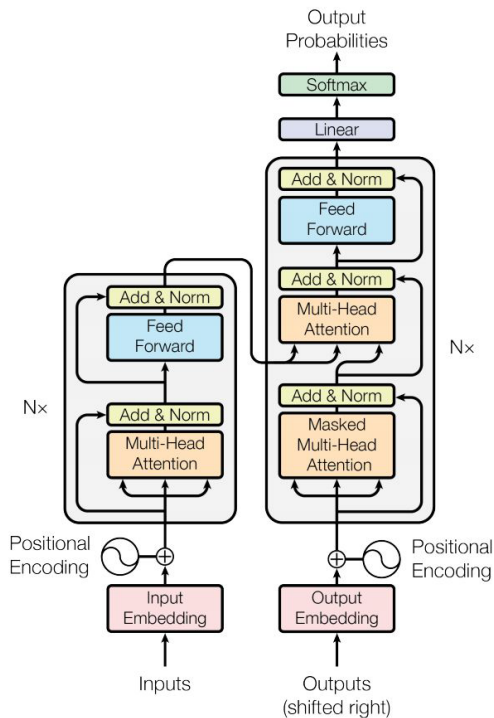 Output
Probabilities
Softmax
Linear
Add & Norm
Feed
Forward
Add & Norm
Multi-Head
Attention
Add & Norm
Masked
Multi-Head
Attention
N×
Add & Norm
Feed
Forward
Add & Norm
Multi-Head
Attention
N×
Positional
Encoding
Positional
Encoding
Input
Embedding
Output
Embedding
Inputs
Outputs
(shifted right)